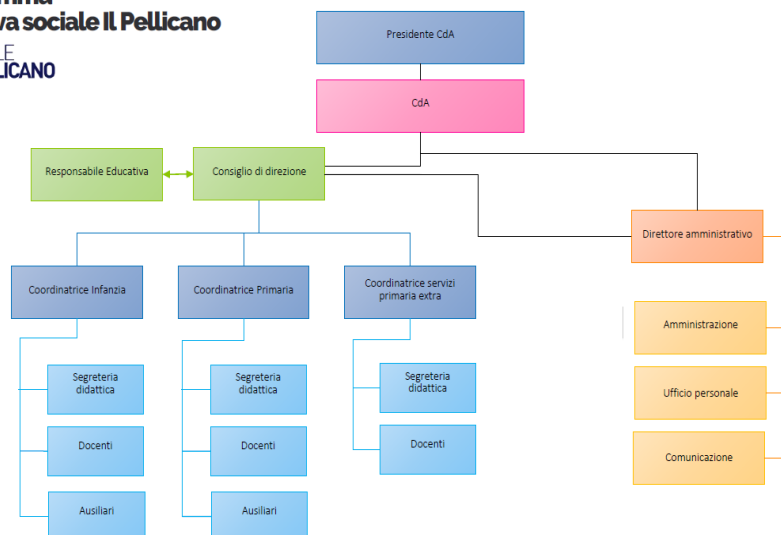 va sociale Il Pellicano
LICANO
Presidente CdA
CdA
Responsabile Educativa
Consiglio di direzione
Direttore amministrativo
Coordinatrice Infanzia
Coordinatrice Primaria
Coordinatrice servizi
primaria extra
Amministrazione
Segreteria
didattica
Segreteria
didattica
Segreteria
didattica
Ufficio personale
Docenti
Docenti
Docenti
Comunicazione
Ausiliari
Ausiliari